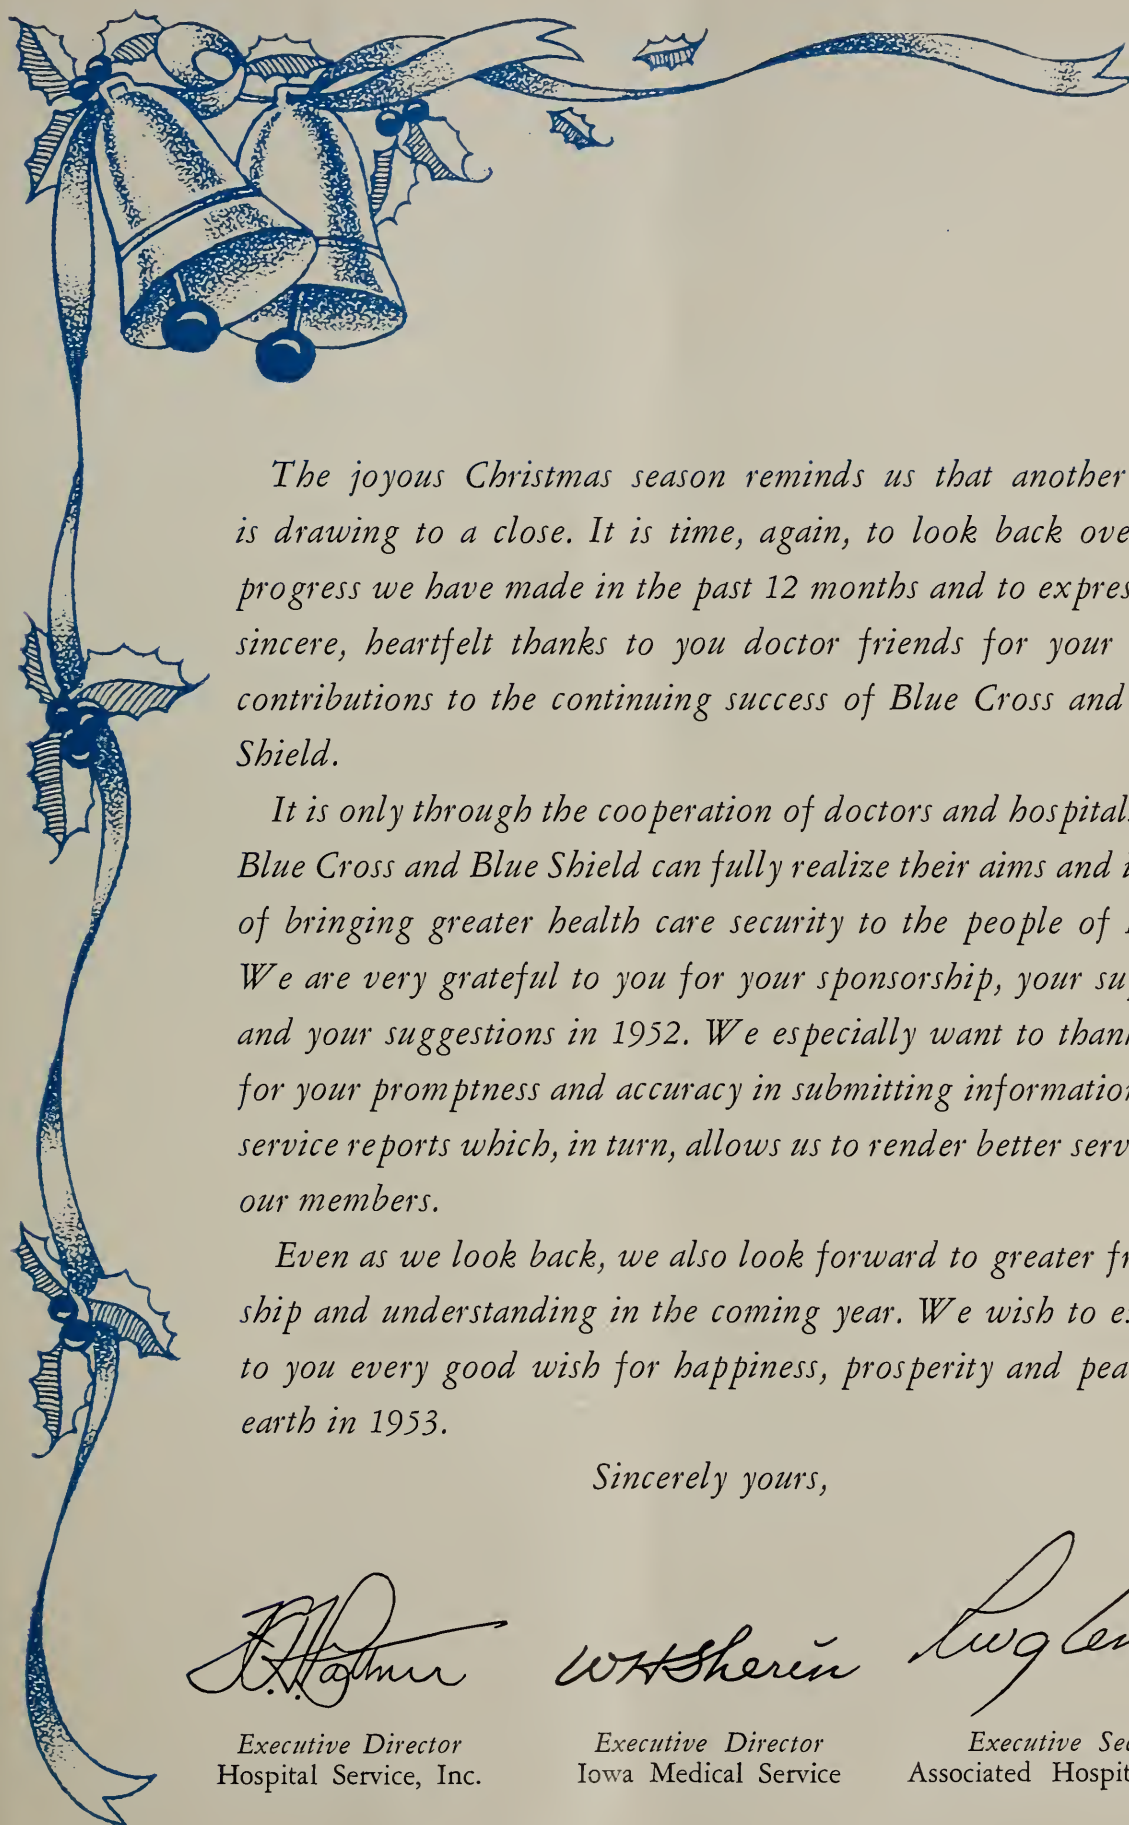 The joyous Christmas season reminds us that another
is drawing to a close. It is time, again, to look back ove
progress we have made in the past 12 months and to expres
sincere, heartfelt thanks to you doctor friends for your
contributions to the continuing success of Blue Cross and
Shield.
It is only through the cooperation of doctors and hospital
Blue Cross and Blue Shield can fully realize their aims and i
of bringing greater health care security to the people of
We are very grateful to you for your sponsorship, your su
and your suggestions in 1952. We especially want to than
for your promptness and accuracy in submitting informatio
service reports which, in turn, allows us to render better serv
our members.
Even as we look back, we also look forward to greater fr
ship and understanding in the coming year. We wish to e
to you every good wish for happiness, prosperity and pea
earth in 1953.
Sincerely yours,
WHSherin
Executive Director
Hospital Service, Inc.
Executive Director
Iowa Medical Service
Executive Se
Associated Hospit